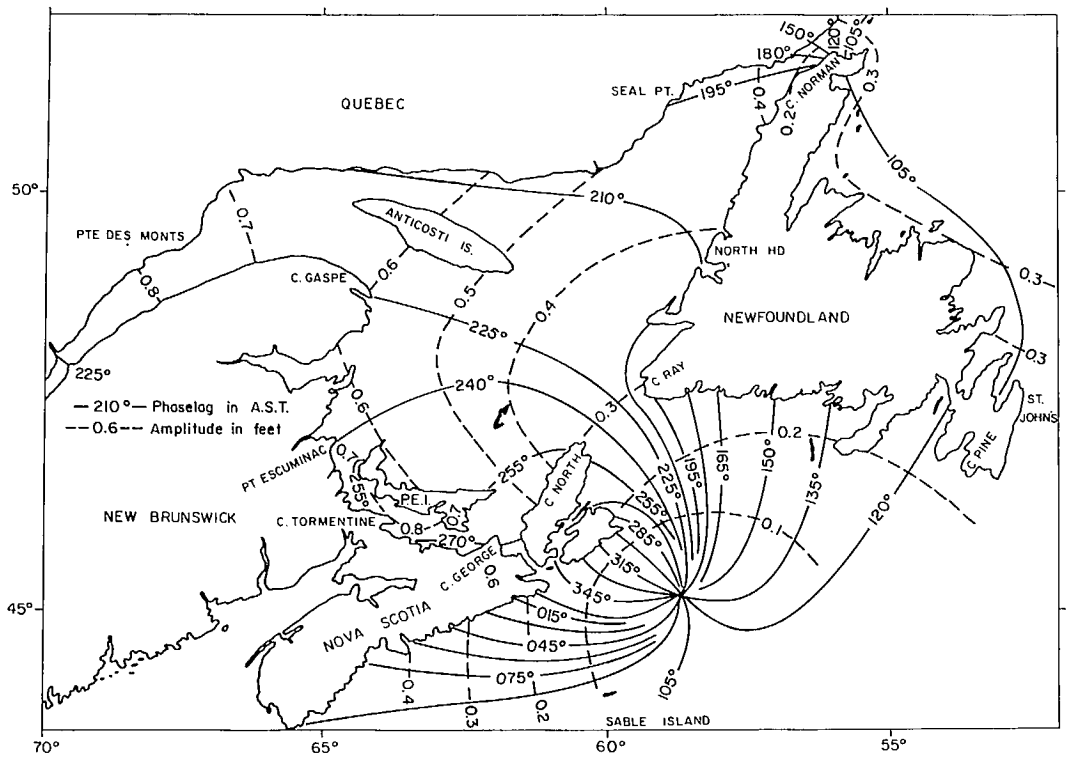 150°
120°
105°
180°
195°
SEAL PT.
0.4
0.2
C. NORMAN
0.3
QUEBEC
50°
210°
105°
ANTICOSTI IS.
0.7
PTE DES MONTS
0.8
C. GASPE
0.6
0.5
0.4
NORTH HD
0.3
NEWFOUNDLAND
225°
0.3
225°
240°
C RAY
ST. JOHN'S
C. PINE
—210°— Phaselag in A.S.T.
--0.6-- Amplitude in feet
0.6
0.3
0.2
PT ESCUMINAC
0.7
255°
255°
C NORTH
225°
195°
165°
150°
135°
120°
P.E.I.
0.7
NEW BRUNSWICK
C. TORMENTINE
0.8
270°
255°
285°
0.1
C. GEORGE
0.6
315°
345°
45°
NOVA SCOTIA
015°
045°
075°
105°
0.4
0.3
0.2
SABLE ISLAND
70°
65°
60°
55°